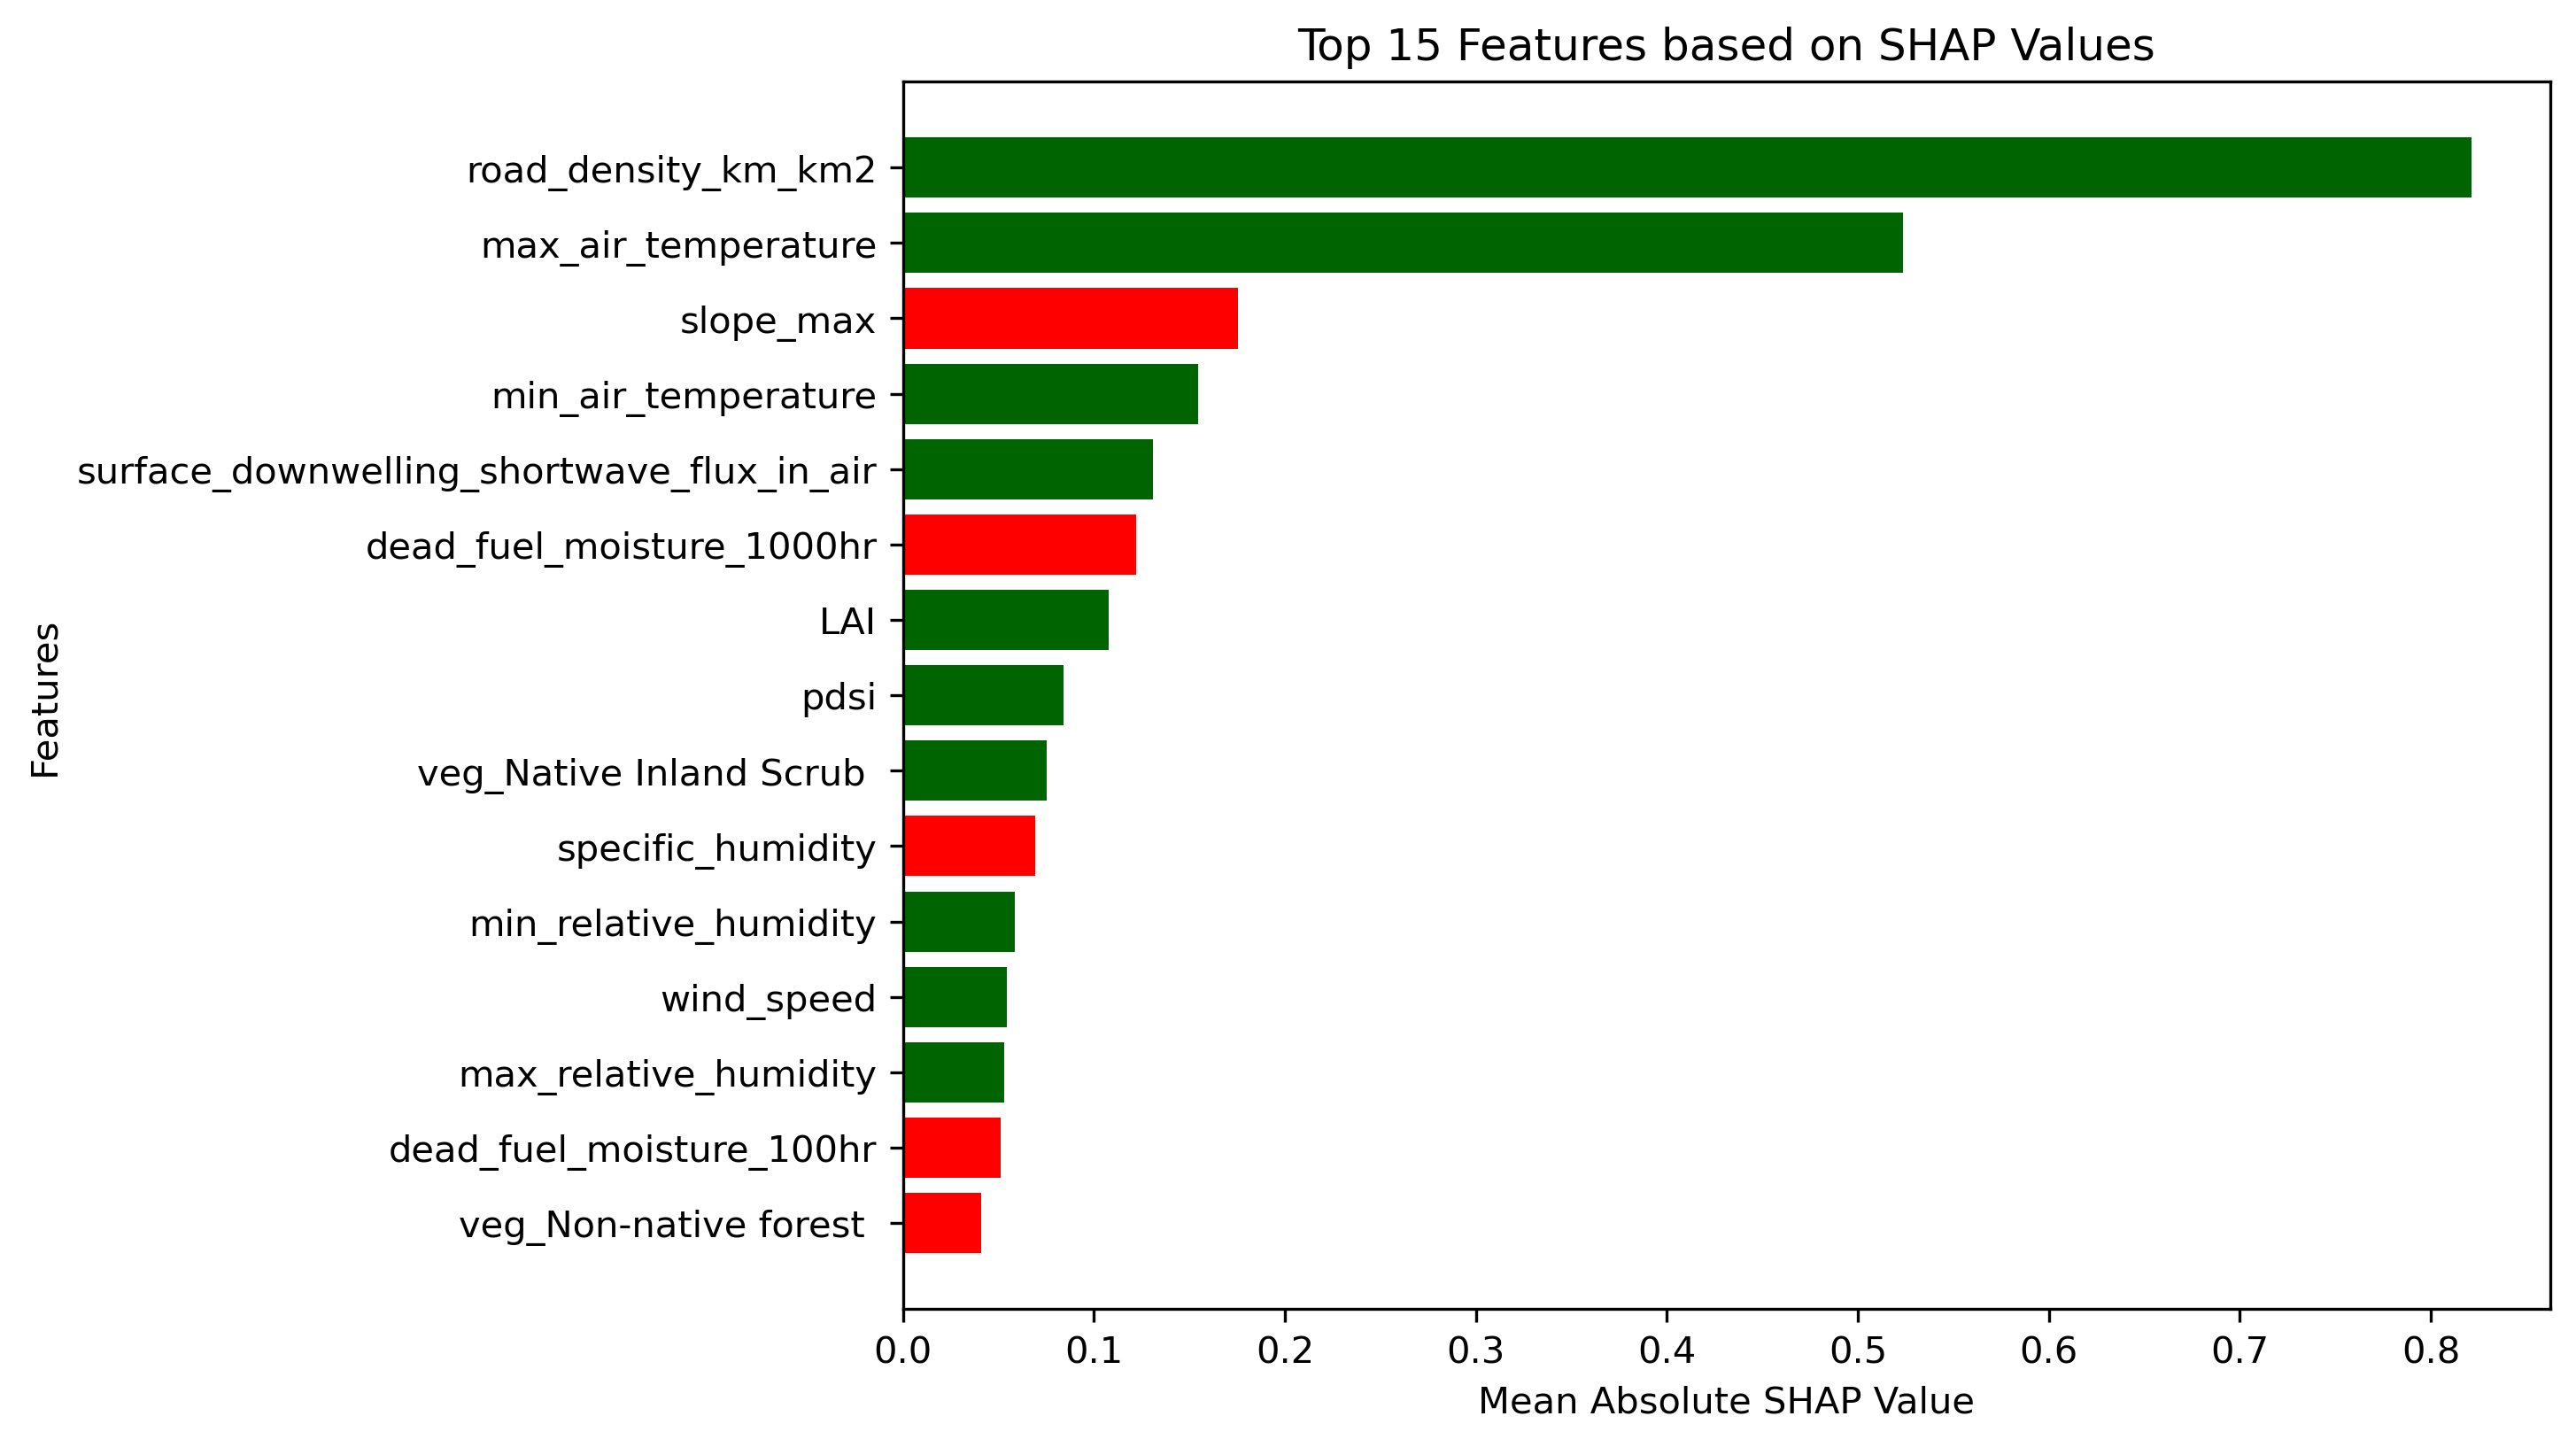 Top 15 Features based on SHAP Values
Features
road_density_km_km2
max_air_temperature
slope_max
min_air_temperature
surface_downwelling_shortwave_flux_in_air
dead_fuel_moisture_1000hr
LAI
pdsi
veg_Native Inland Scrub
specific_humidity
min_relative_humidity
wind_speed
max_relative_humidity
dead_fuel_moisture_100hr
veg_Non-native forest
0.0 0.1 0.2 0.3 0.4 0.5 0.6 0.7 0.8
Mean Absolute SHAP Value